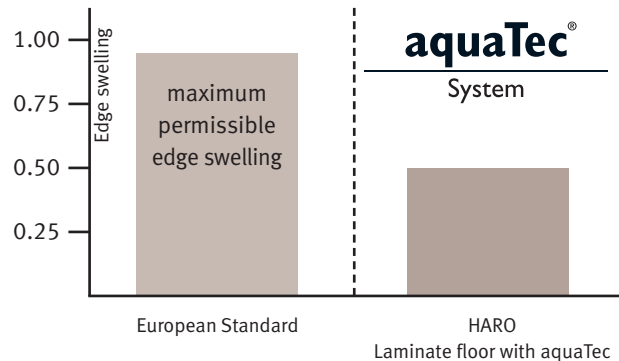 1.00
0.75
0.50
0.25
Edge swelling
maximum
permissible
edge swelling
aquaTec®
System
European Standard
HARO
Laminate floor with aquaTec